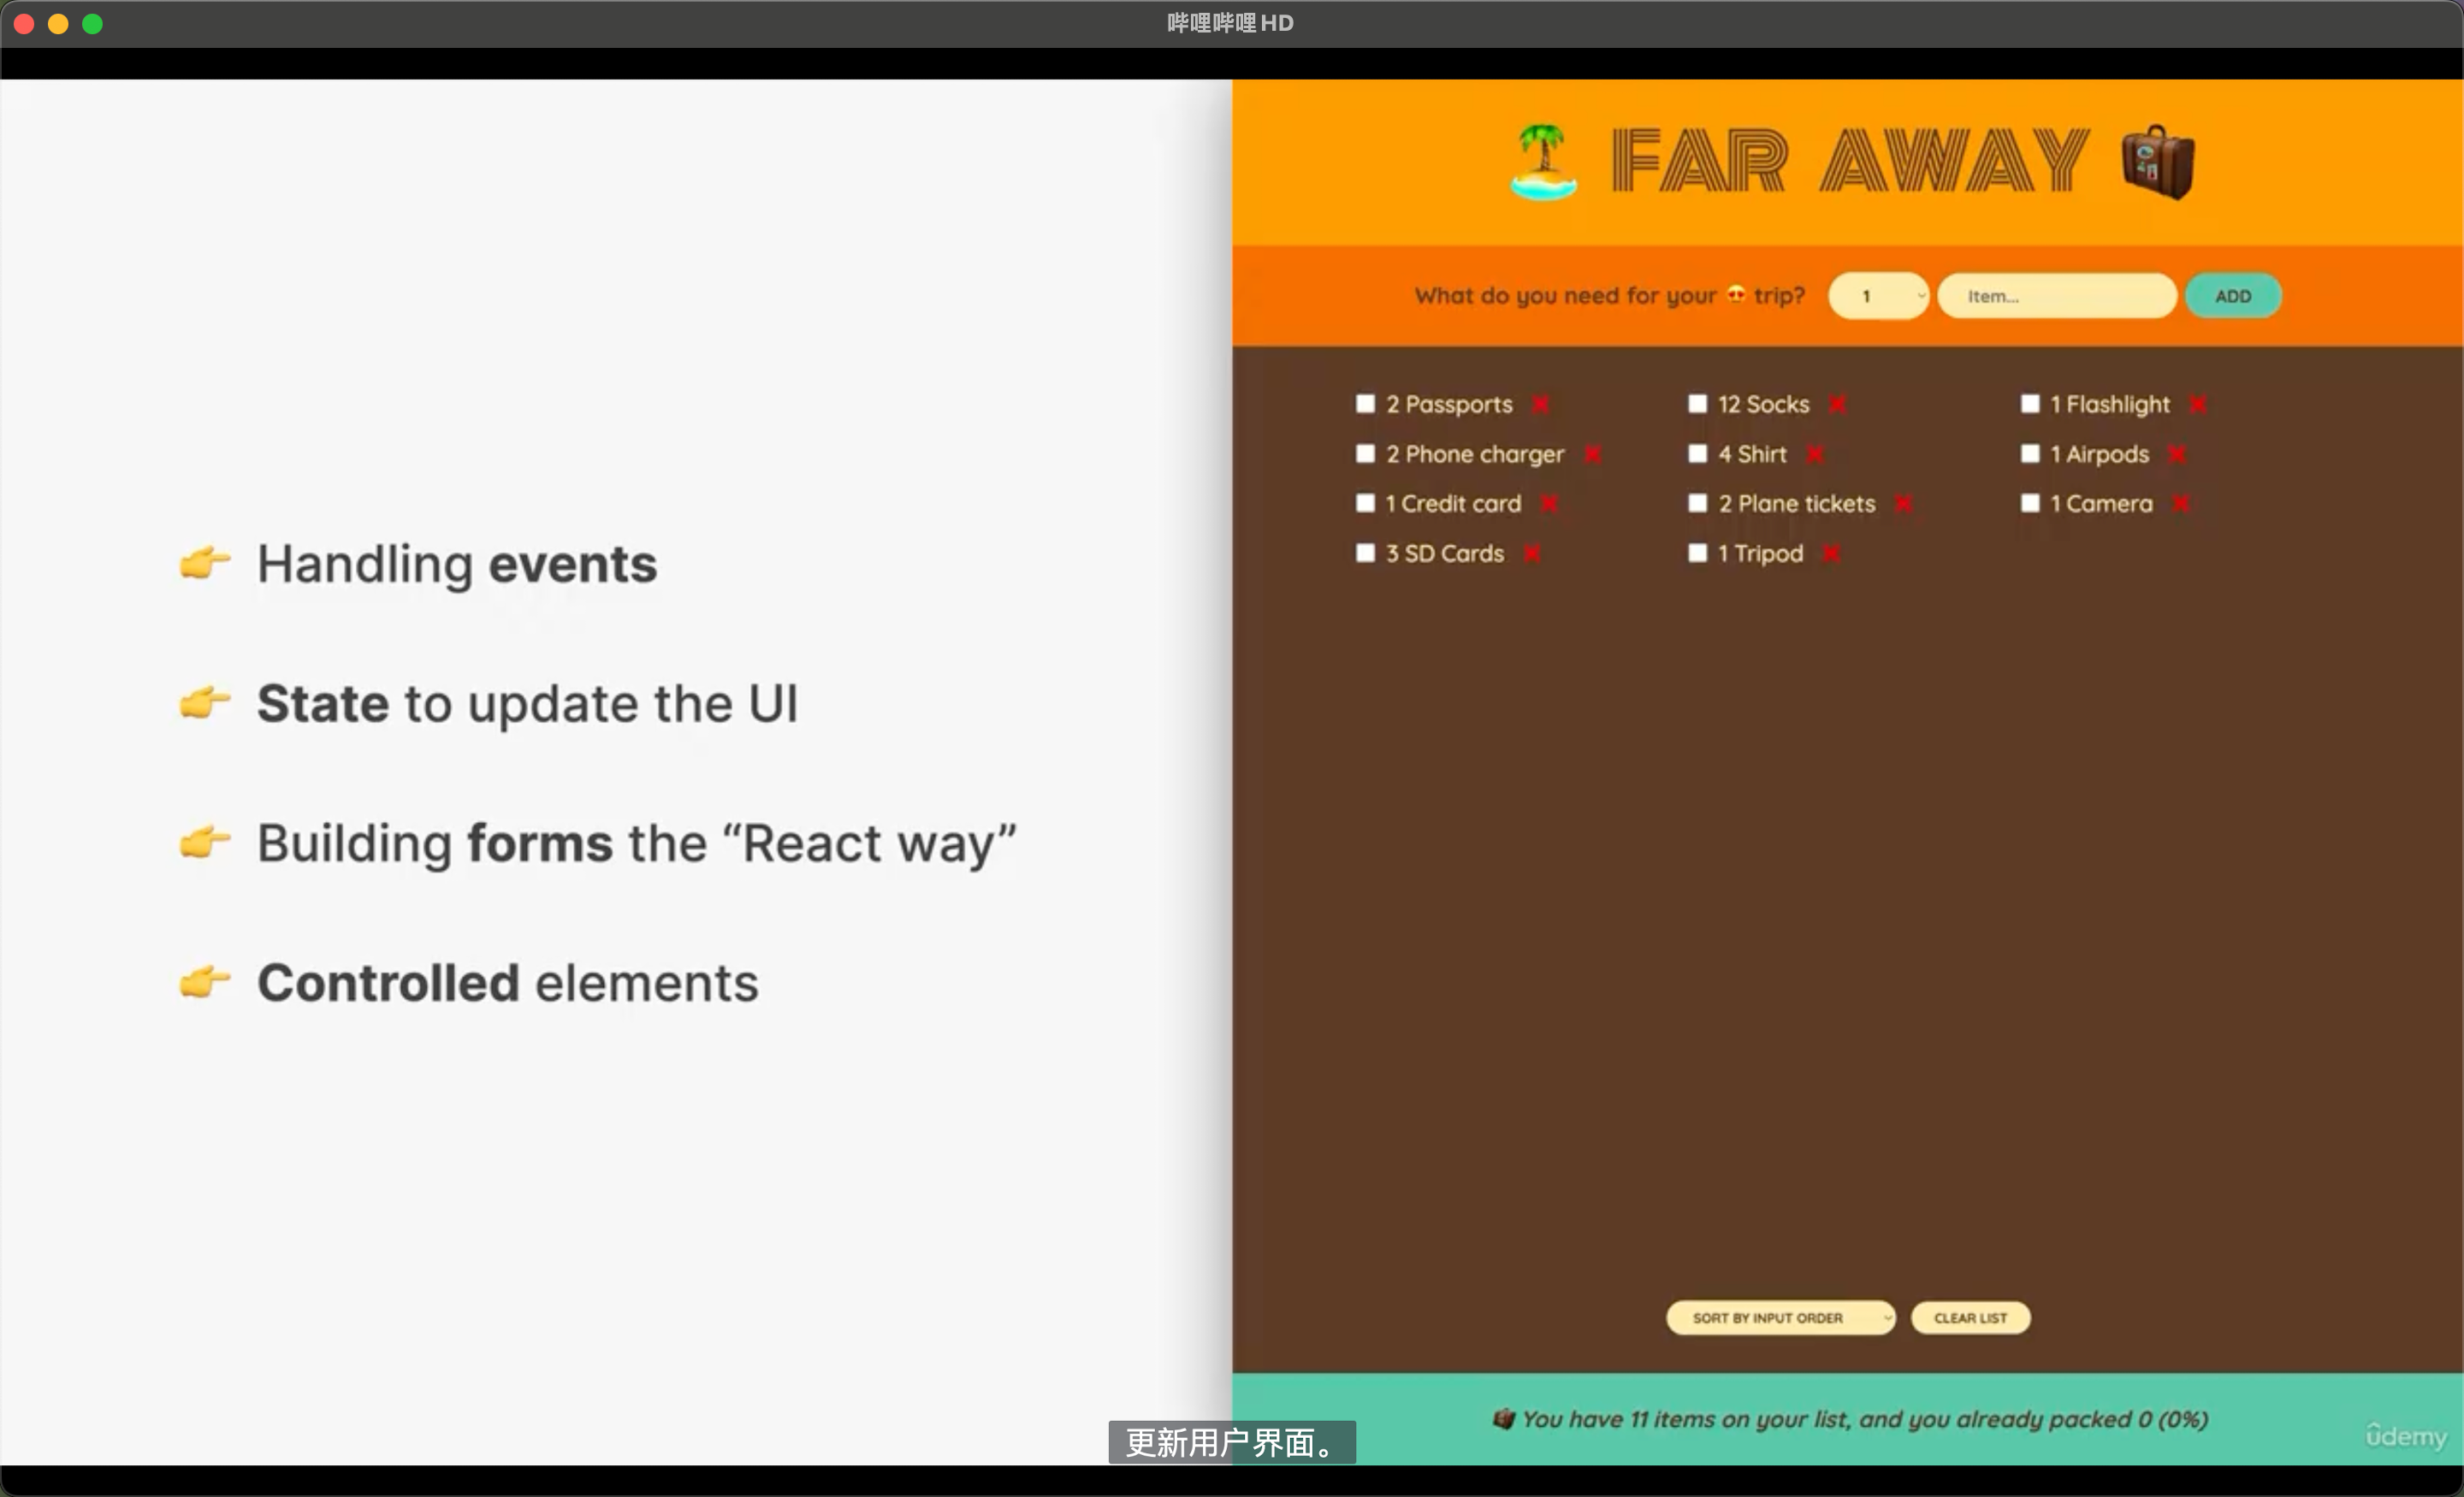 哔哩哔哩HD
Handling events
State to update the UI
Building forms the “React way”
Controlled elements
FAR AWAY
What do you need for your 😍 trip?
1
Item...
ADD
2 Passports
12 Socks
1 Flashlight
2 Phone charger
4 Shirt
1 Airpods
1 Credit card
2 Plane tickets
1 Camera
3 SD Cards
1 Tripod
SORT BY INPUT ORDER
CLEAR LIST
You have 11 items on your list, and you already packed 0 (0%)
更新用户界面。
ûdemy